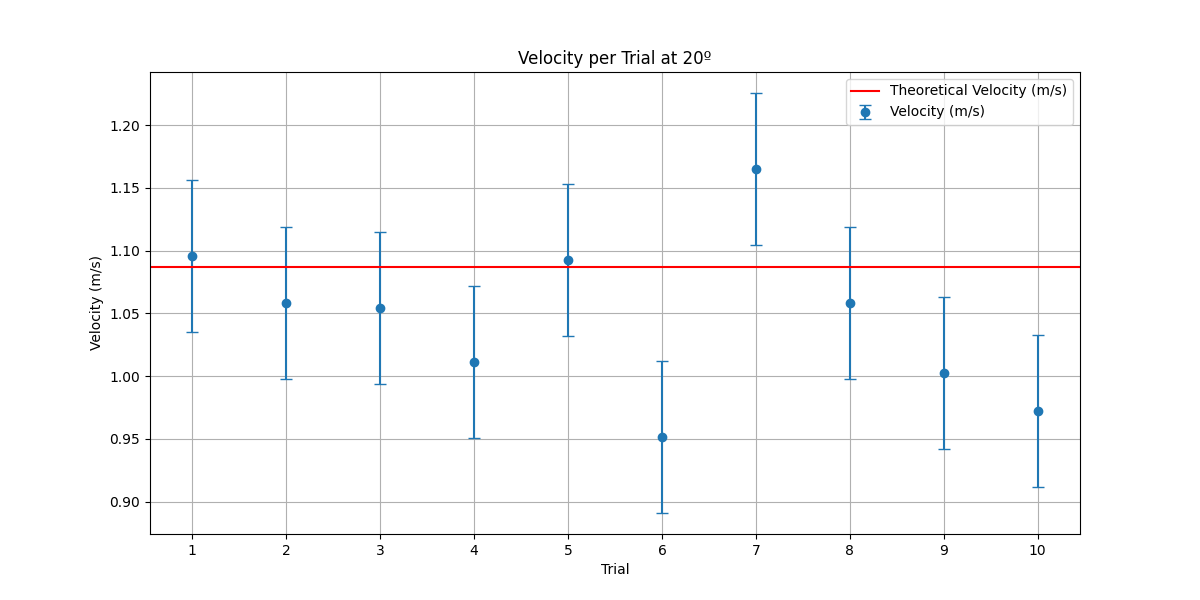 Velocity per Trial at 20º
Theoretical Velocity (m/s)
Velocity (m/s)
Velocity (m/s)
1.20
1.15
1.10
1.05
1.00
0.95
0.90
1 2 3 4 5 6 7 8 9 10
Trial